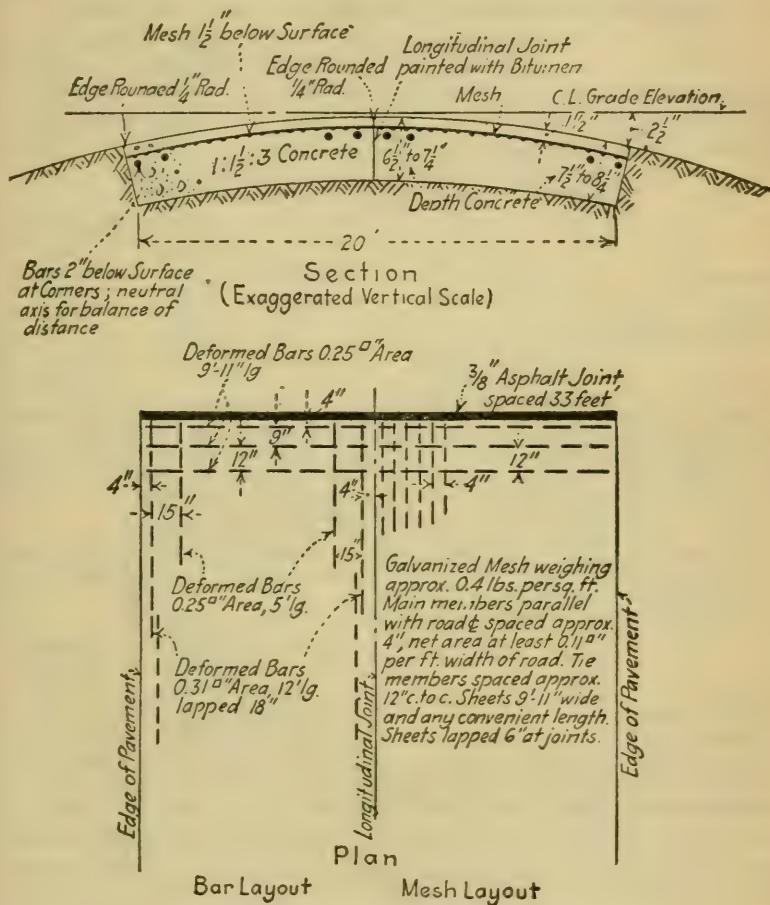 Mesh 1½" below Surface
Edge Rounded ¼" Rad.
Edge Rounded
¼" Rad.
Longitudinal Joint
painted with Bitumen
Mesh
C.L. Grade Elevation
1½"
2½"
1:1½:3 Concrete
6½" to 7¼"
7½" to 8¼"
Depth Concrete
20'
Bars 2" below Surface
at Corners; neutral
axis for balance of
distance
Section
(Exaggerated Vertical Scale)
Deformed Bars 0.25□" Area
9'-11" lg
4"
⅜" Asphalt Joint,
spaced 33 feet
9"
12"
12"
4"
15"
4"
4"
15"
Deformed Bars
0.25□" Area, 5' lg.
Deformed Bars
0.31□" Area, 12' lg.
lapped 18"
Galvanized Mesh weighing
approx. 0.4 lbs. per sq. ft.
Main members parallel
with road ℄ spaced approx.
4", net area at least 0.11□"
per ft. width of road. Tie
members spaced approx.
12" c. to c. Sheets 9'-11" wide
and any convenient length.
Sheets lapped 6" at joints.
Edge of Pavement
Longitudinal Joint
Edge of Pavement
Plan
Bar Layout Mesh Layout